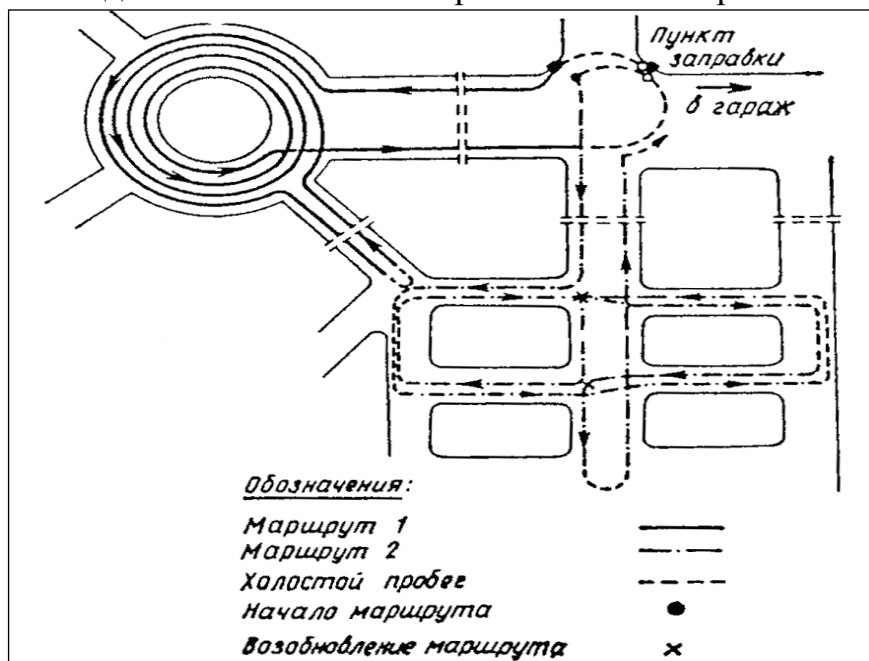 Пункт
заправки
в гараж
Обозначения:
Маршрут 1
Маршрут 2
Холостой пробег
Начало маршрута
Возобновление маршрута